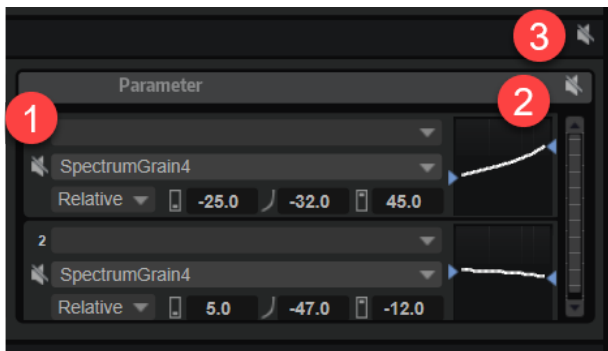 3
Parameter
2
1
SpectrumGrain4
Relative -25.0 -32.0 45.0
2
SpectrumGrain4
Relative 5.0 -47.0 -12.0